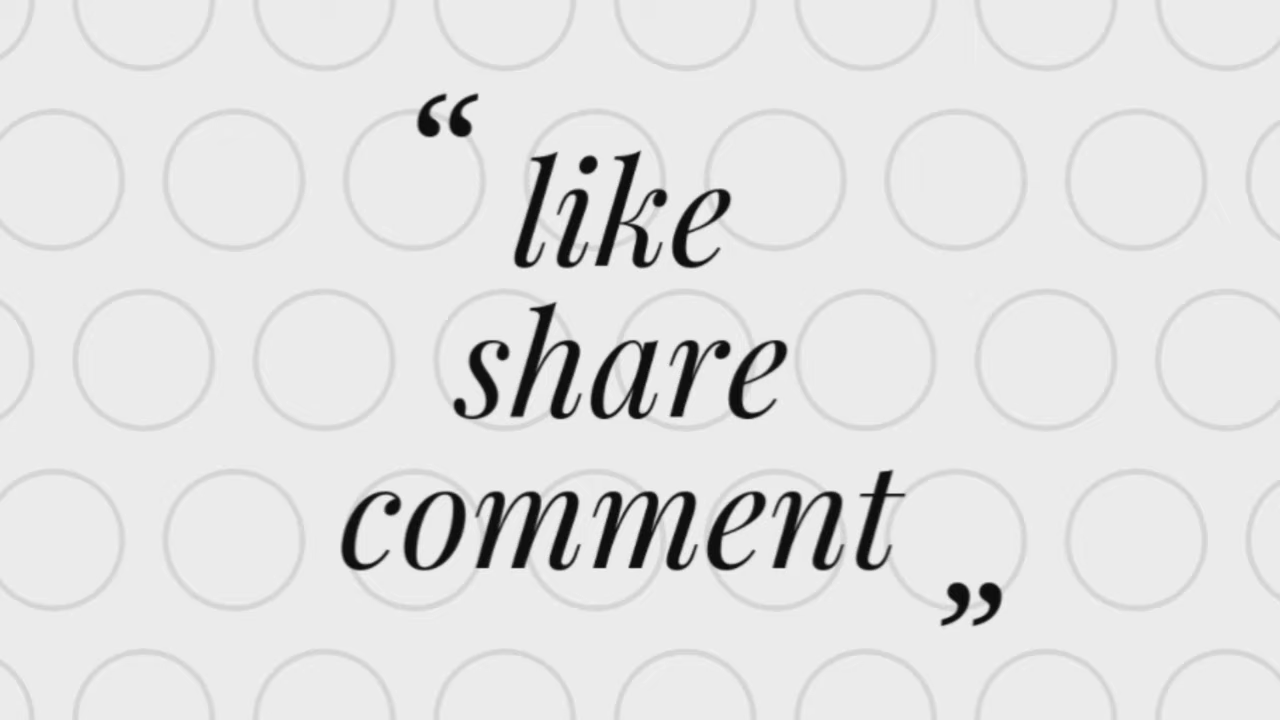 “ like
share
comment ”